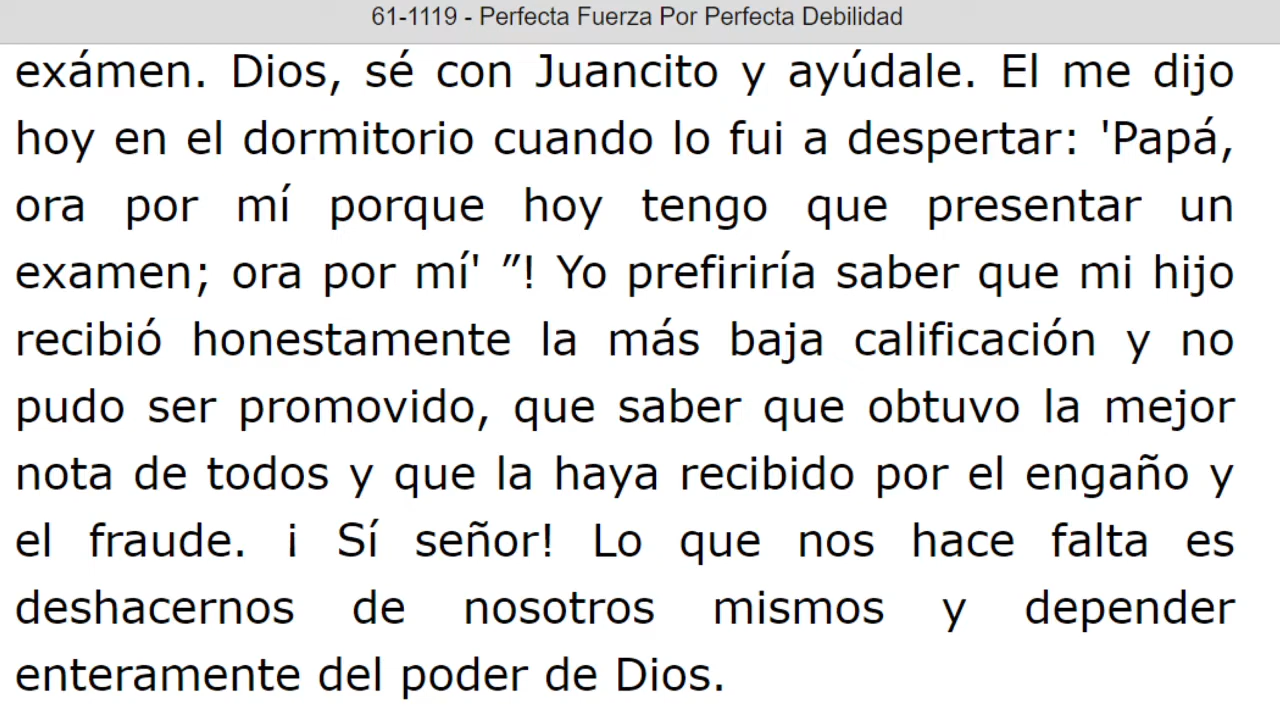 61-1119 - Perfecta Fuerza Por Perfecta Debilidad
exámen. Dios, sé con Juancito y ayúdale. El me dijo
hoy en el dormitorio cuando lo fui a despertar: 'Papá,
ora por mí porque hoy tengo que presentar un
examen; ora por mí' ”! Yo prefiriría saber que mi hijo
recibió honestamente la más baja calificación y no
pudo ser promovido, que saber que obtuvo la mejor
nota de todos y que la haya recibido por el engaño y
el fraude. i Sí señor! Lo que nos hace falta es
deshacernos de nosotros mismos y depender
enteramente del poder de Dios.